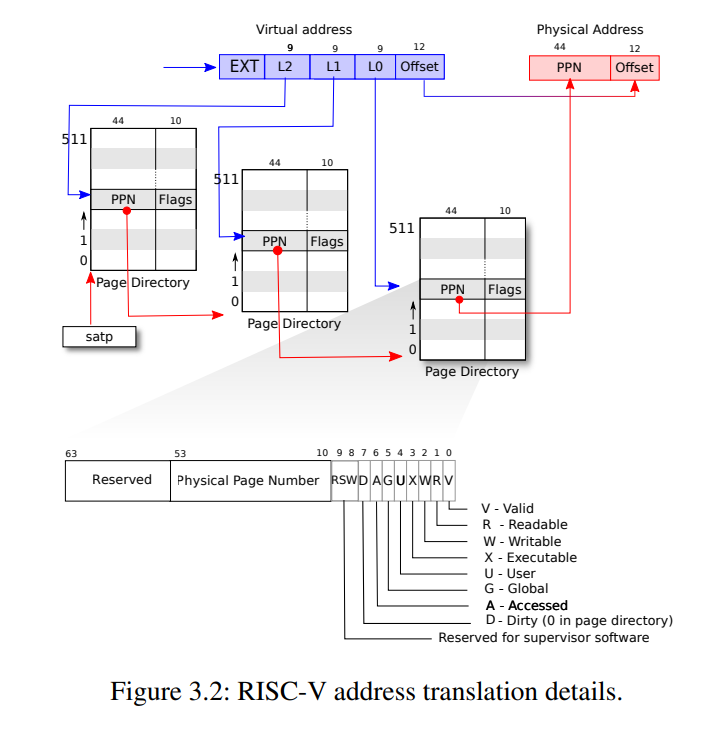 Virtual address
Physical Address
9 9 9 12
44 12
EXT L2 L1 L0 Offset
PPN Offset
44 10
511
PPN Flags
1
0
Page Directory
satp
44 10
511
PPN Flags
1
0
Page Directory
44 10
511
PPN Flags
1
0
Page Directory
63 53 10 9 8 7 6 5 4 3 2 1 0
Reserved Physical Page Number RSW D A G U X W R V
V - Valid
R - Readable
W - Writable
X - Executable
U - User
G - Global
A - Accessed
D - Dirty (0 in page directory)
Reserved for supervisor software
Figure 3.2: RISC-V address translation details.